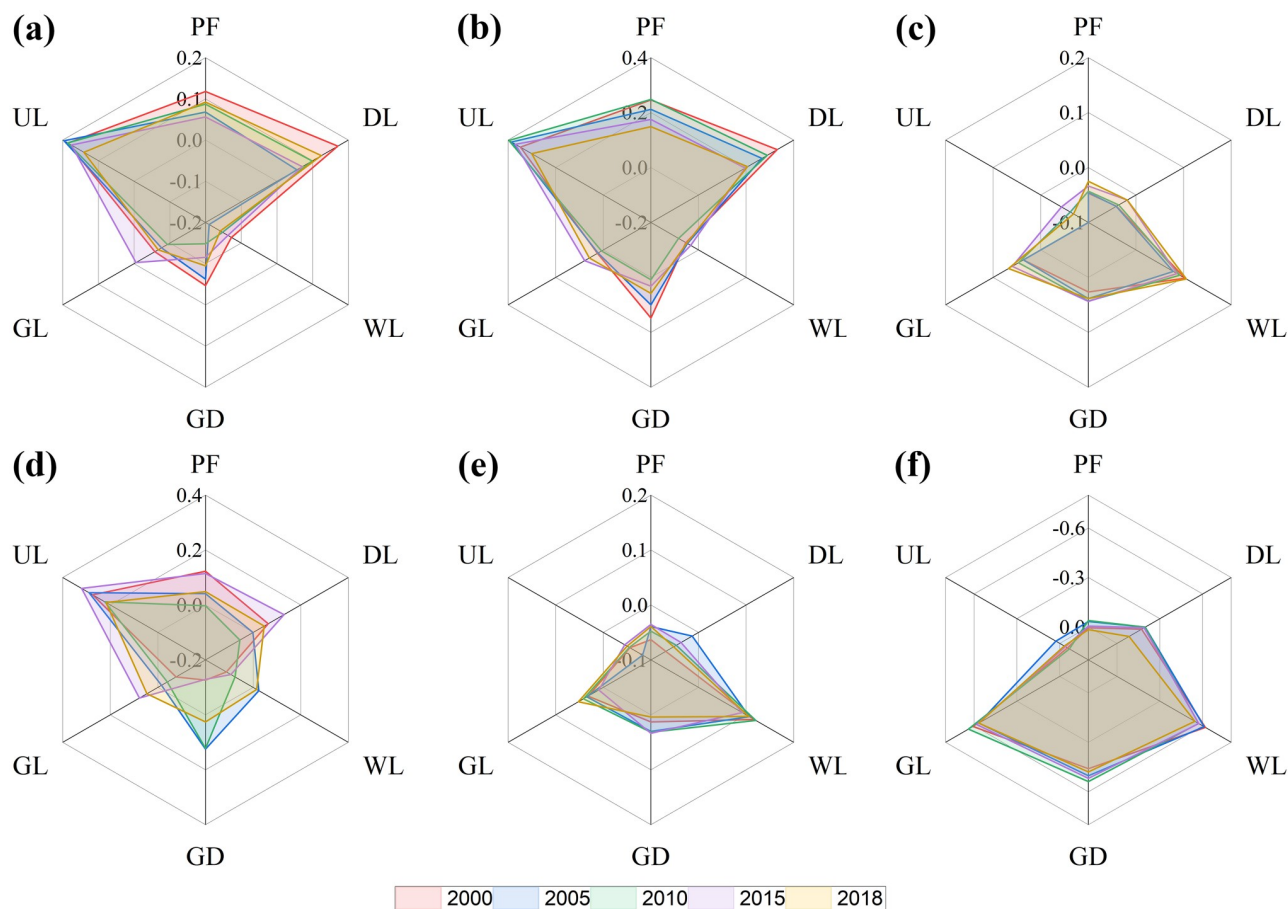 (a)
PF
0.2
0.1
0.0
-0.1
-0.2
UL
DL
GL
WL
GD
(b)
PF
0.4
0.2
0.0
-0.2
UL
DL
GL
WL
GD
(c)
PF
0.2
0.1
0.0
-0.1
UL
DL
GL
WL
GD
(d)
PF
0.4
0.2
0.0
-0.2
UL
DL
GL
WL
GD
(e)
PF
0.2
0.1
0.0
-0.1
UL
DL
GL
WL
GD
(f)
PF
-0.6
-0.3
0.0
UL
DL
GL
WL
GD
2000 2005 2010 2015 2018